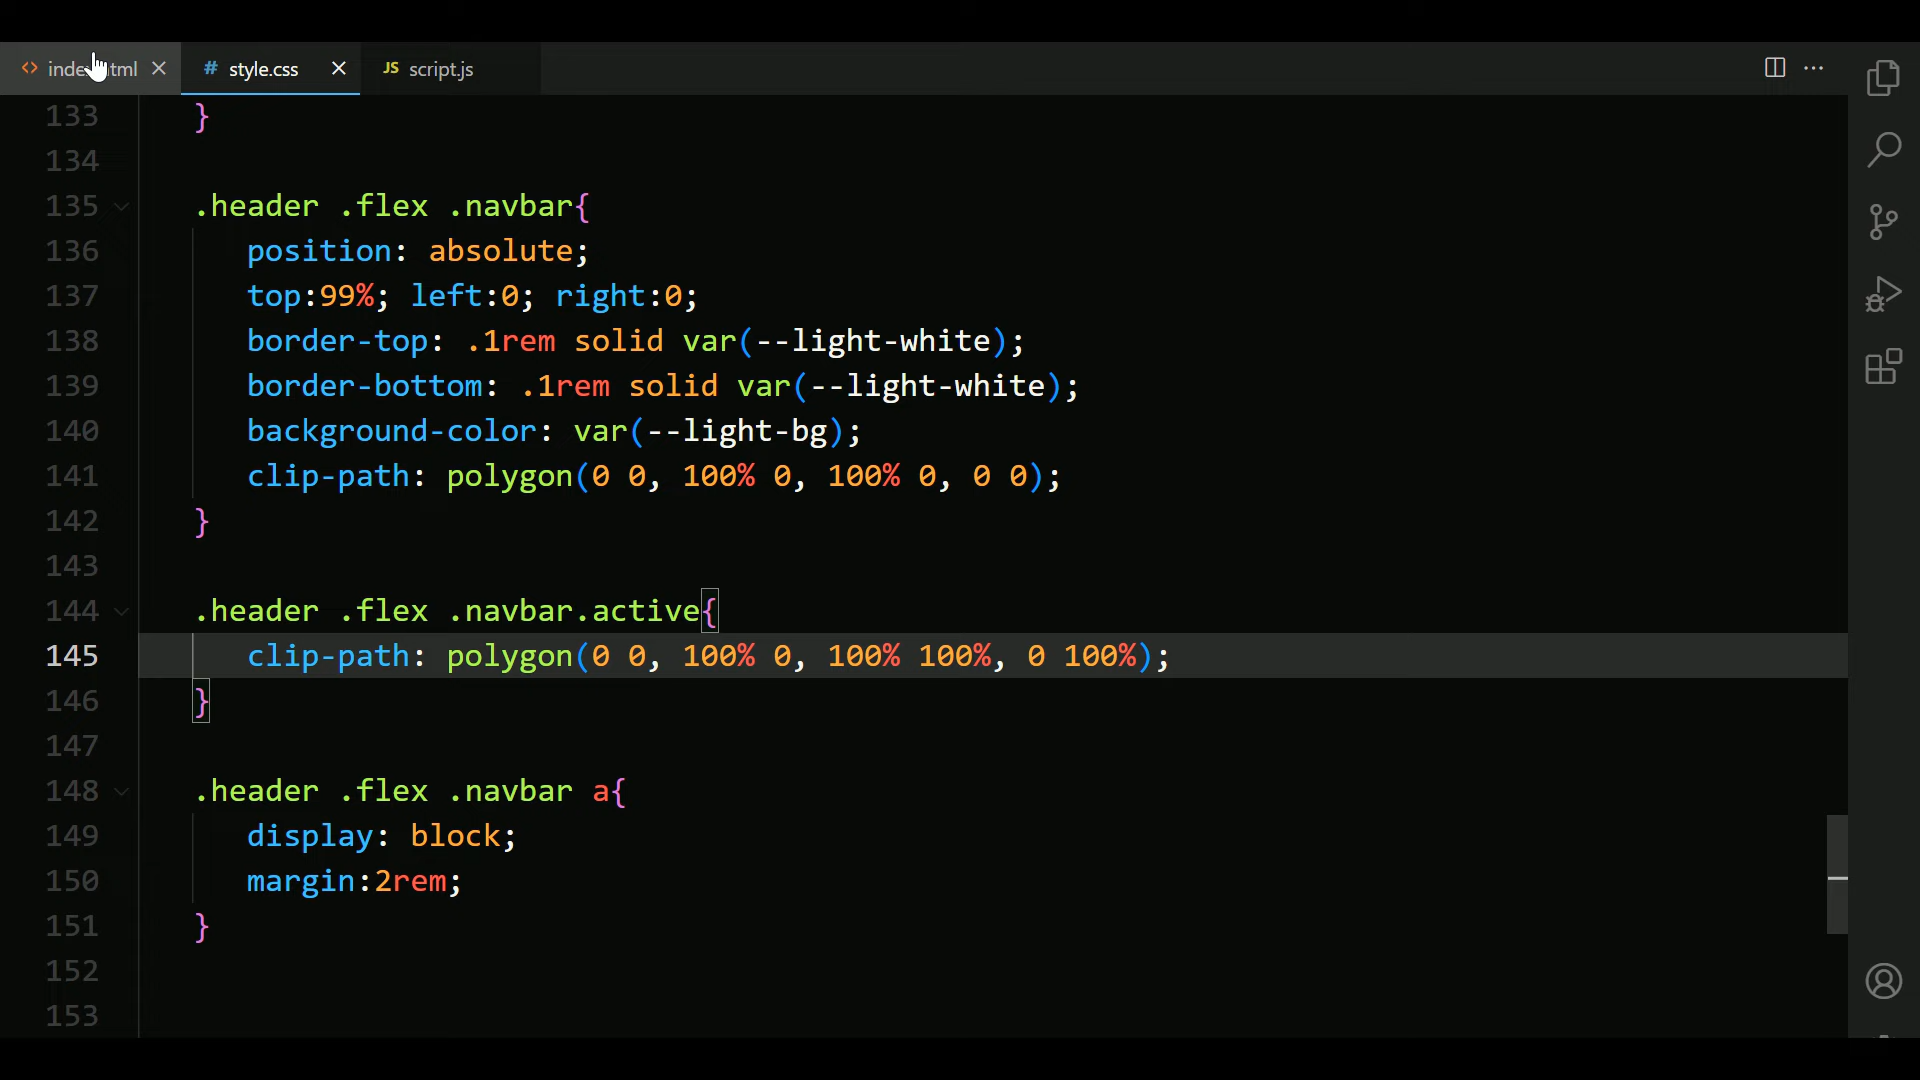 index.html
style.css
script.js
133 }
134
135 .header .flex .navbar{
136 position: absolute;
137 top:99%; left:0; right:0;
138 border-top: .1rem solid var(--light-white);
139 border-bottom: .1rem solid var(--light-white);
140 background-color: var(--light-bg);
141 clip-path: polygon(0 0, 100% 0, 100% 0, 0 0);
142 }
143
144 .header .flex .navbar.active{
145 clip-path: polygon(0 0, 100% 0, 100% 100%, 0 100%);
146 }
147
148 .header .flex .navbar a{
149 display: block;
150 margin:2rem;
151 }
152
153